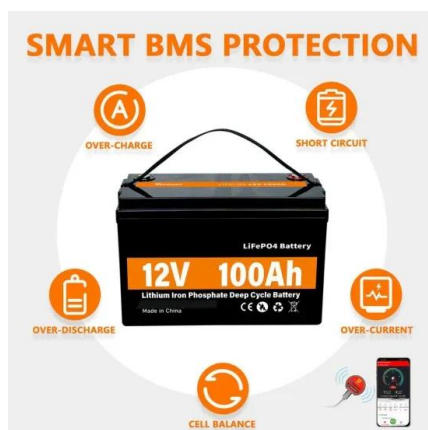 SMART BMS PROTECTION
OVER-CHARGE
SHORT CIRCUIT
LiFePO4 Battery
12V 100Ah
Lithium Iron Phosphate Deep Cycle Battery
Made in China
CE
OVER-DISCHARGE
OVER-CURRENT
CELL BALANCE